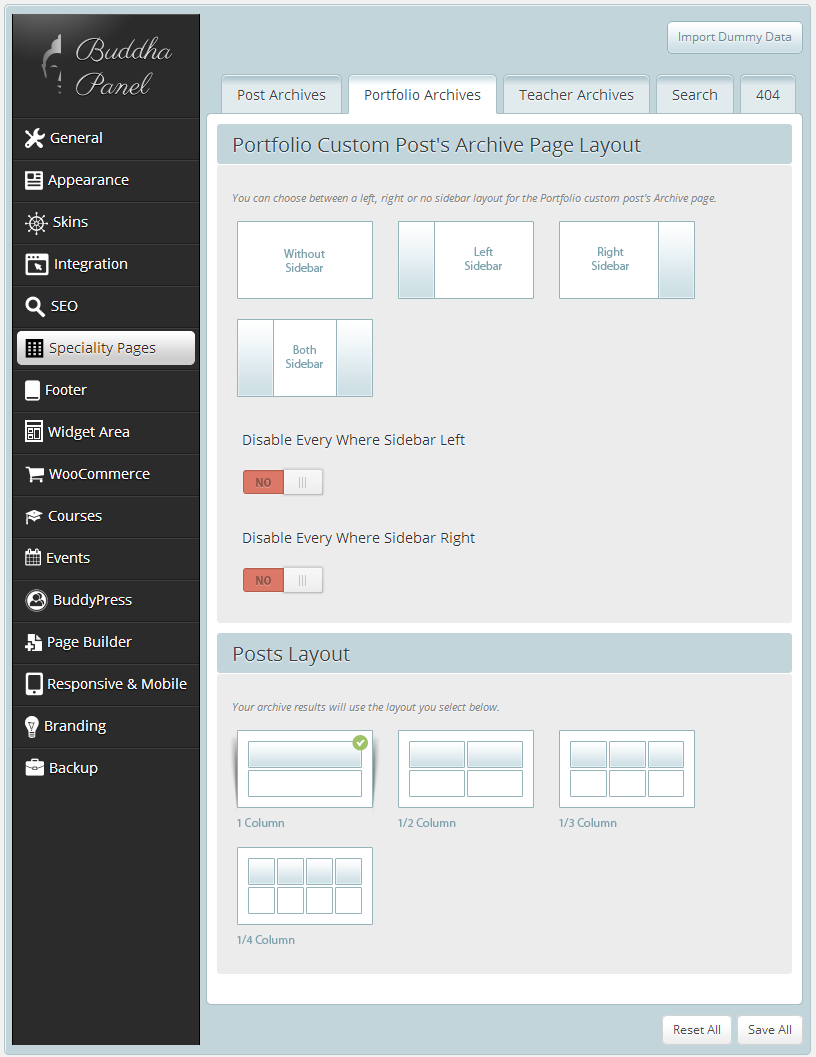 Buddha
Panel
Import Dummy Data
Post Archives
Portfolio Archives
Teacher Archives
Search
404
General
Appearance
Skins
Integration
SEO
Speciality Pages
Footer
Widget Area
WooCommerce
Courses
Events
BuddyPress
Page Builder
Responsive & Mobile
Branding
Backup
Portfolio Custom Post's Archive Page Layout
You can choose between a left, right or no sidebar layout for the Portfolio custom post's Archive page.
Without
Sidebar
Left
Sidebar
Right
Sidebar
Both
Sidebar
Disable Every Where Sidebar Left
NO
Disable Every Where Sidebar Right
NO
Posts Layout
Your archive results will use the layout you select below.
1 Column
1/2 Column
1/3 Column
1/4 Column
Reset All
Save All